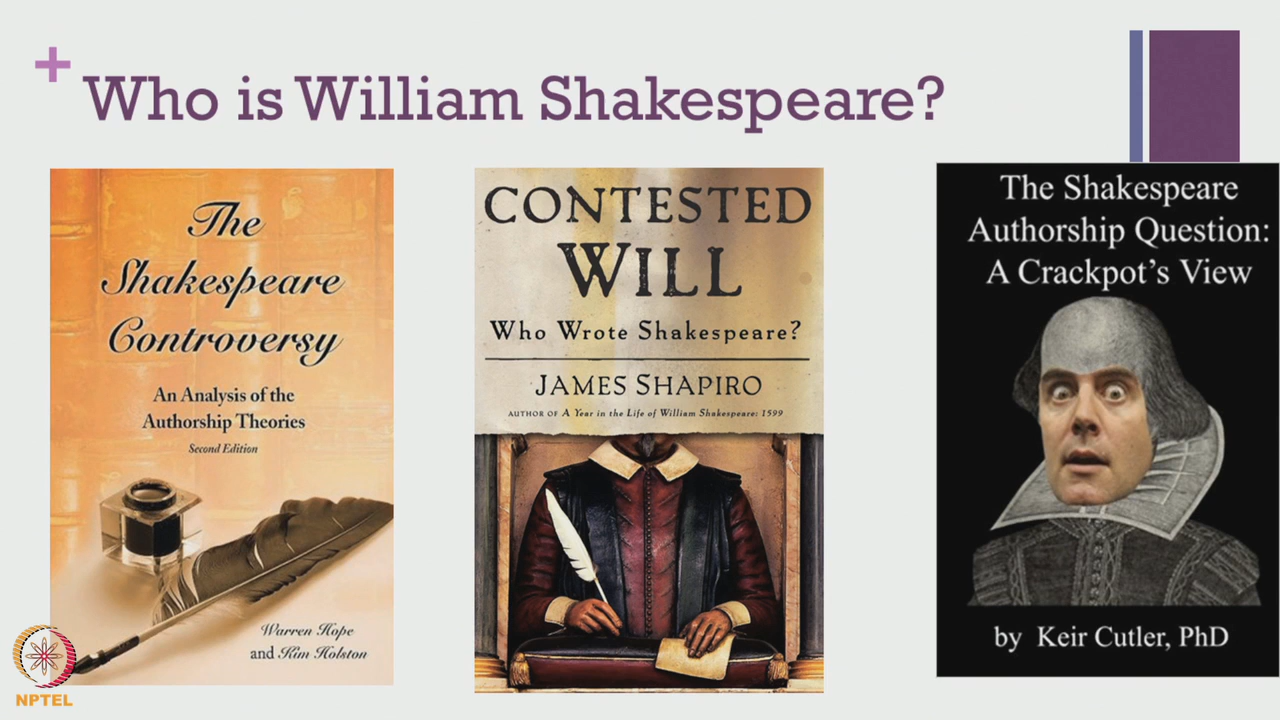 +
Who is William Shakespeare?
The
Shakespeare
Controversy
An Analysis of the
Authorship Theories
Second Edition
Warren Hope
and Kim Holston
NPTEL
CONTESTED
WILL
Who Wrote Shakespeare?
JAMES SHAPIRO
AUTHOR OF A Year in the Life of William Shakespeare: 1599
The Shakespeare
Authorship Question:
A Crackpot's View
by Keir Cutler, PhD